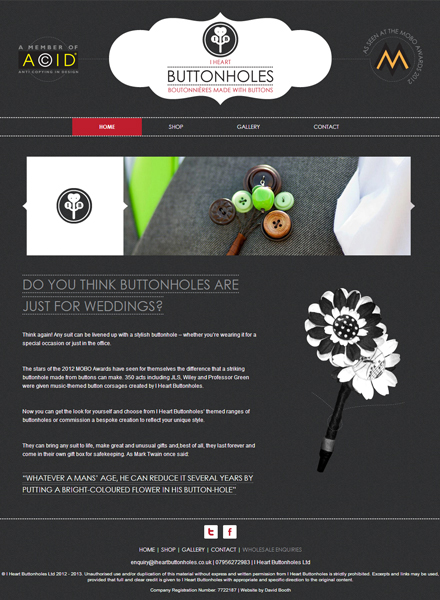 A MEMBER OF
A©ID
ANTI COPYING IN DESIGN
I HEART
BUTTONHOLES
BOUTONNIÈRES MADE WITH BUTTONS
AS SEEN AT THE MOBO AWARDS 2012
HOME SHOP GALLERY CONTACT
DO YOU THINK BUTTONHOLES ARE
JUST FOR WEDDINGS?
Think again! Any suit can be livened up with a stylish buttonhole – whether you're wearing it for a
special occasion or just in the office.
The stars of the 2012 MOBO Awards have seen for themselves the difference that a striking
buttonhole made from buttons can make. 350 ads including JLS, Wiley and Professor Green
were given music-themed button corsages created by I Heart Buttonholes.
Now you can get the look for yourself and choose from I Heart Buttonholes' themed ranges of
buttonholes or commission a bespoke creation to reflect your unique style.
They can bring any suit to life, make great and unusual gifts and,best of all, they last forever and
come in their own gift box for safekeeping. As Mark Twain once said:
"WHATEVER A MANS' AGE, HE CAN REDUCE IT SEVERAL YEARS BY
PUTTING A BRIGHT-COLOURED FLOWER IN HIS BUTTON-HOLE"
HOME | SHOP | GALLERY | CONTACT | WHOLESALE ENQUIRIES
enquiry@iheartbuttonholes.co.uk | 07956272983 | I Heart Buttonholes Ltd
© I Heart Buttonholes Ltd 2012 - 2013. Unauthorised use and/or duplication of this material without express and written permission from I Heart Buttonholes is strictly prohibited. Excerpts and links may be used,
provided that full and clear credit is given to I Heart Buttonholes with appropriate and specific direction to the original content.
Company Registration Number 7722187 | Website by David Booth